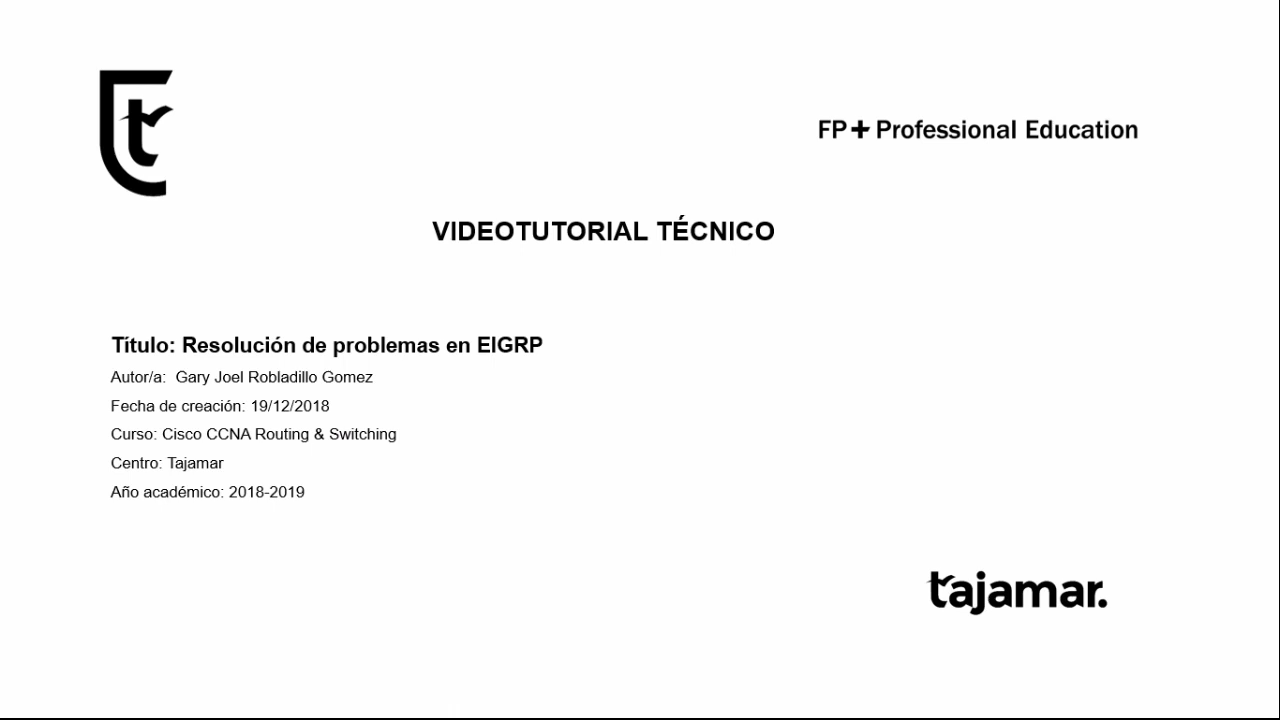 t
FP+Professional Education
VIDEOTUTORIAL TÉCNICO
Título: Resolución de problemas en EIGRP
Autor/a: Gary Joel Robladillo Gomez
Fecha de creación: 19/12/2018
Curso: Cisco CCNA Routing & Switching
Centro: Tajamar
Año académico: 2018-2019
tajamar.